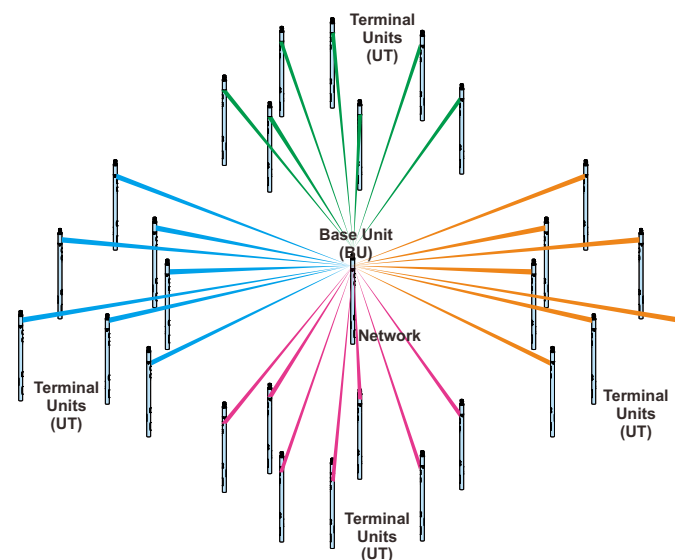 Terminal
Units
(UT)
Base Unit
(BU)
Network
Terminal
Units
(UT)
Terminal
Units
(UT)
Terminal
Units
(UT)